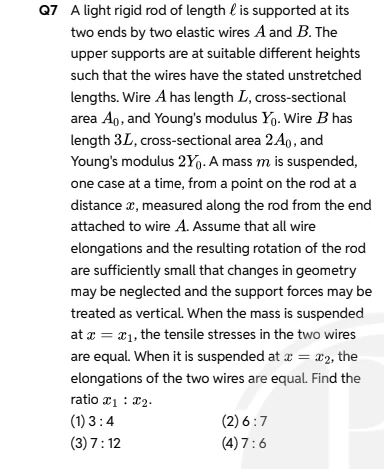 Q7 A light rigid rod of length ℓ is supported at its
two ends by two elastic wires A and B. The
upper supports are at suitable different heights
such that the wires have the stated unstretched
lengths. Wire A has length L, cross-sectional
area A₀, and Young's modulus Y₀. Wire B has
length 3L, cross-sectional area 2A₀, and
Young's modulus 2Y₀. A mass m is suspended,
one case at a time, from a point on the rod at a
distance x, measured along the rod from the end
attached to wire A. Assume that all wire
elongations and the resulting rotation of the rod
are sufficiently small that changes in geometry
may be neglected and the support forces may be
treated as vertical. When the mass is suspended
at x = x₁, the tensile stresses in the two wires
are equal. When it is suspended at x = x₂, the
elongations of the two wires are equal. Find the
ratio x₁ : x₂.
(1) 3 : 4 (2) 6 : 7
(3) 7 : 12 (4) 7 : 6